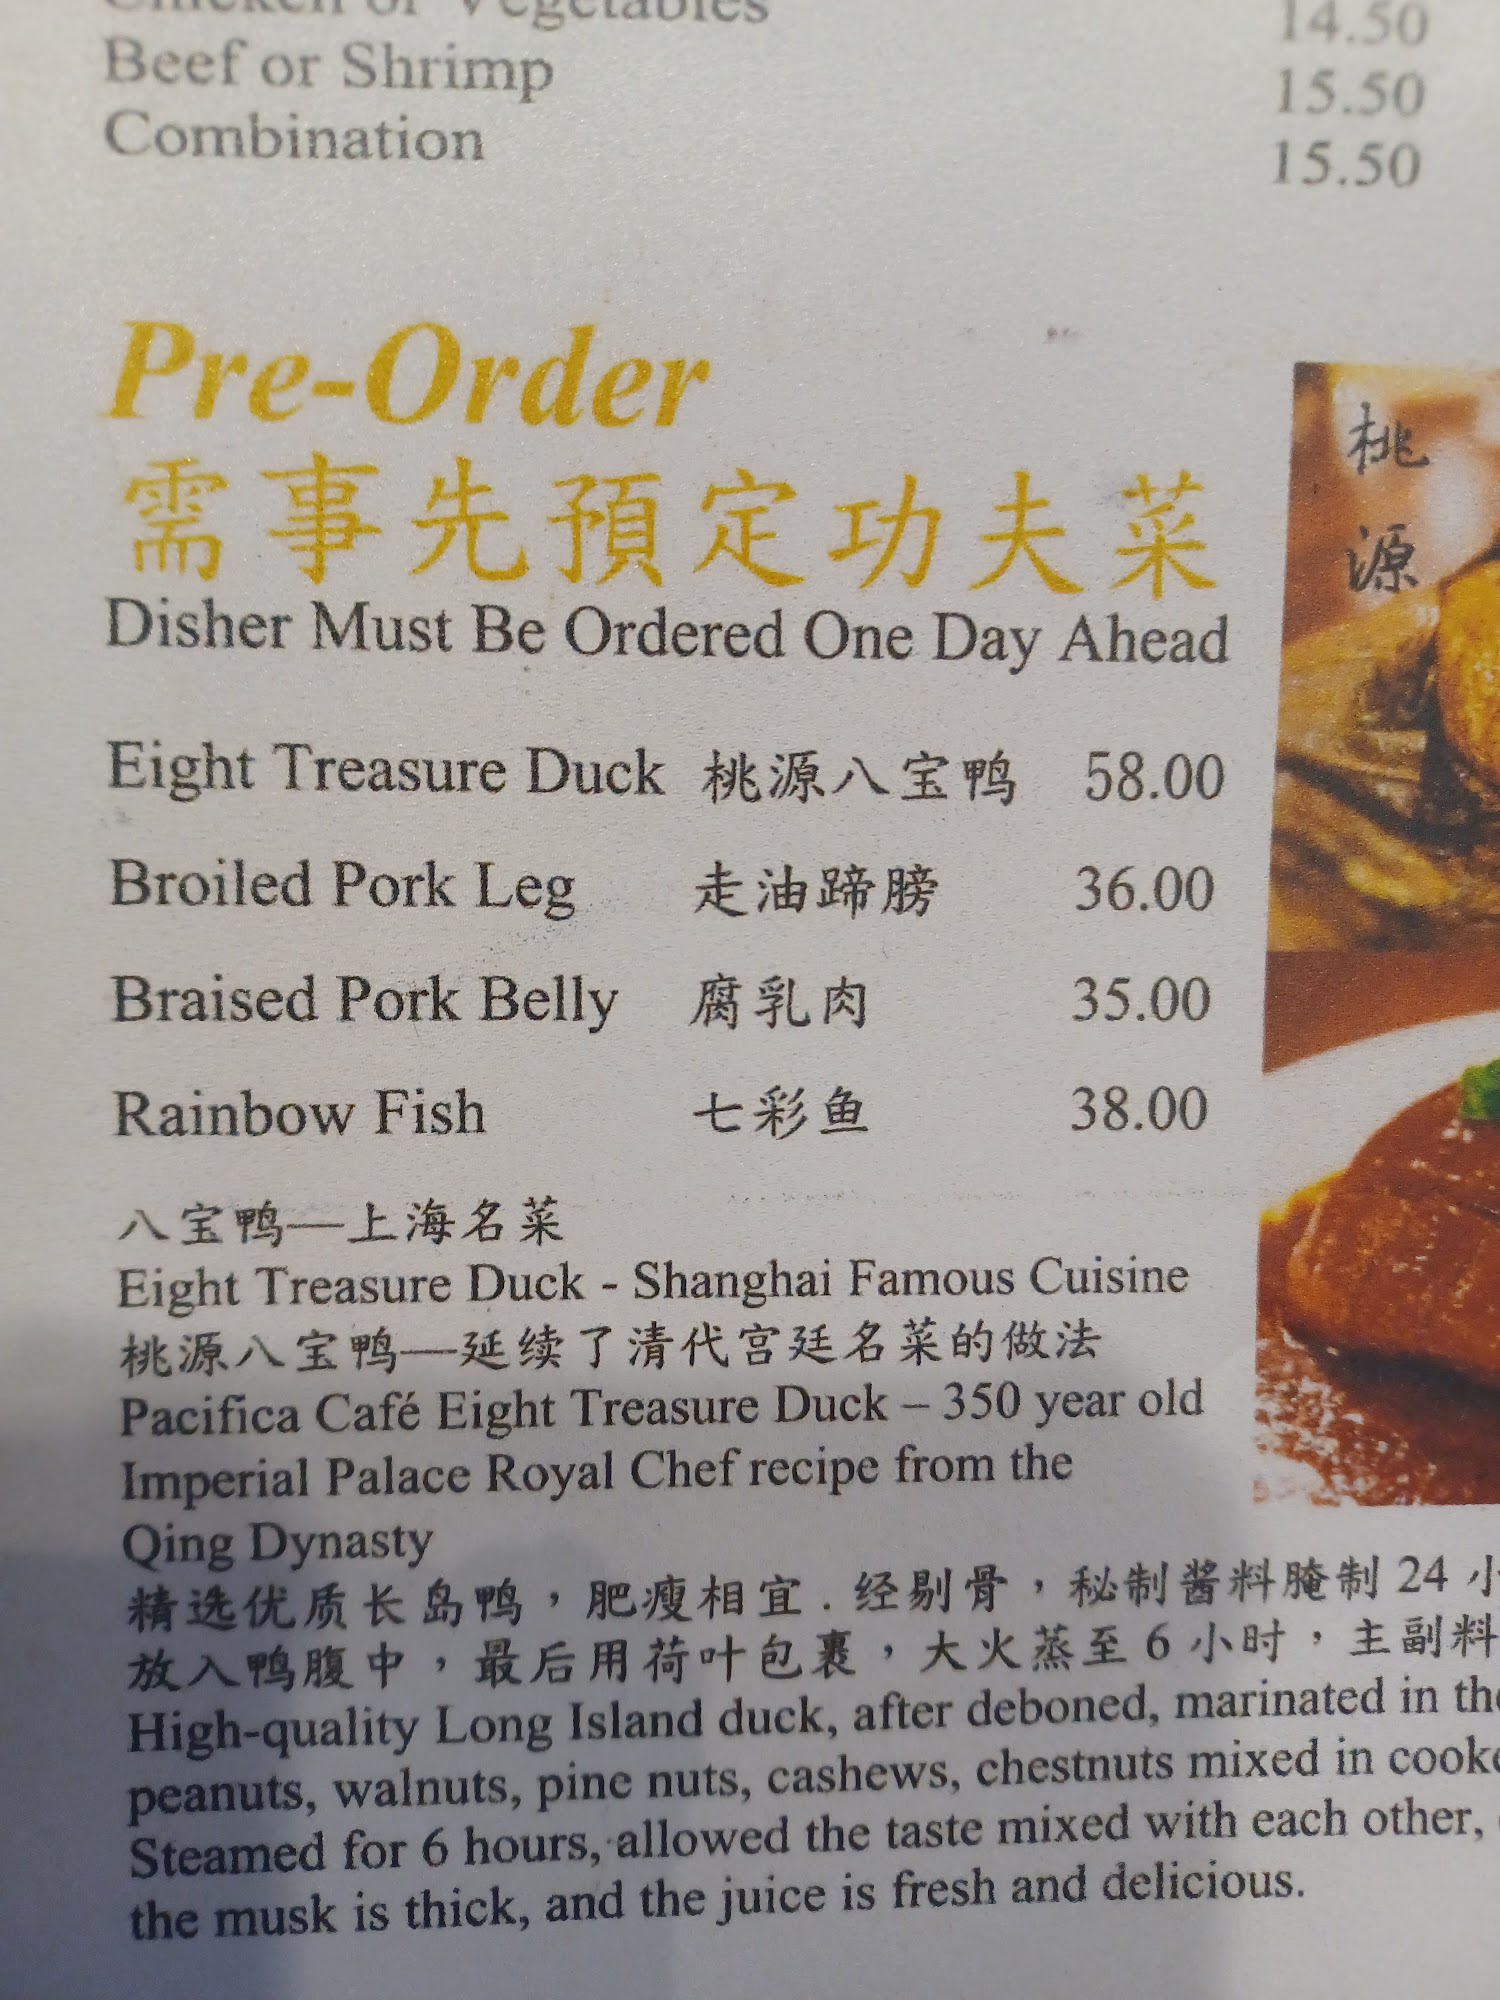 Chicken or Vegetables 14.50
Beef or Shrimp 15.50
Combination 15.50
Pre-Order
需事先預定功夫菜
Disher Must Be Ordered One Day Ahead
Eight Treasure Duck 桃源八宝鸭 58.00
Broiled Pork Leg 走油蹄膀 36.00
Braised Pork Belly 腐乳肉 35.00
Rainbow Fish 七彩鱼 38.00
八宝鸭—上海名菜
Eight Treasure Duck - Shanghai Famous Cuisine
桃源八宝鸭—延续了清代宫廷名菜的做法
Pacifica Café Eight Treasure Duck – 350 year old
Imperial Palace Royal Chef recipe from the
Qing Dynasty
精选优质长岛鸭，肥瘦相宜．经剔骨，秘制酱料腌制 24 小
放入鸭腹中，最后用荷叶包裹，大火蒸至 6 小时，主副料
High-quality Long Island duck, after deboned, marinated in the
peanuts, walnuts, pine nuts, cashews, chestnuts mixed in cooke
Steamed for 6 hours, allowed the taste mixed with each other,
the musk is thick, and the juice is fresh and delicious.
桃源